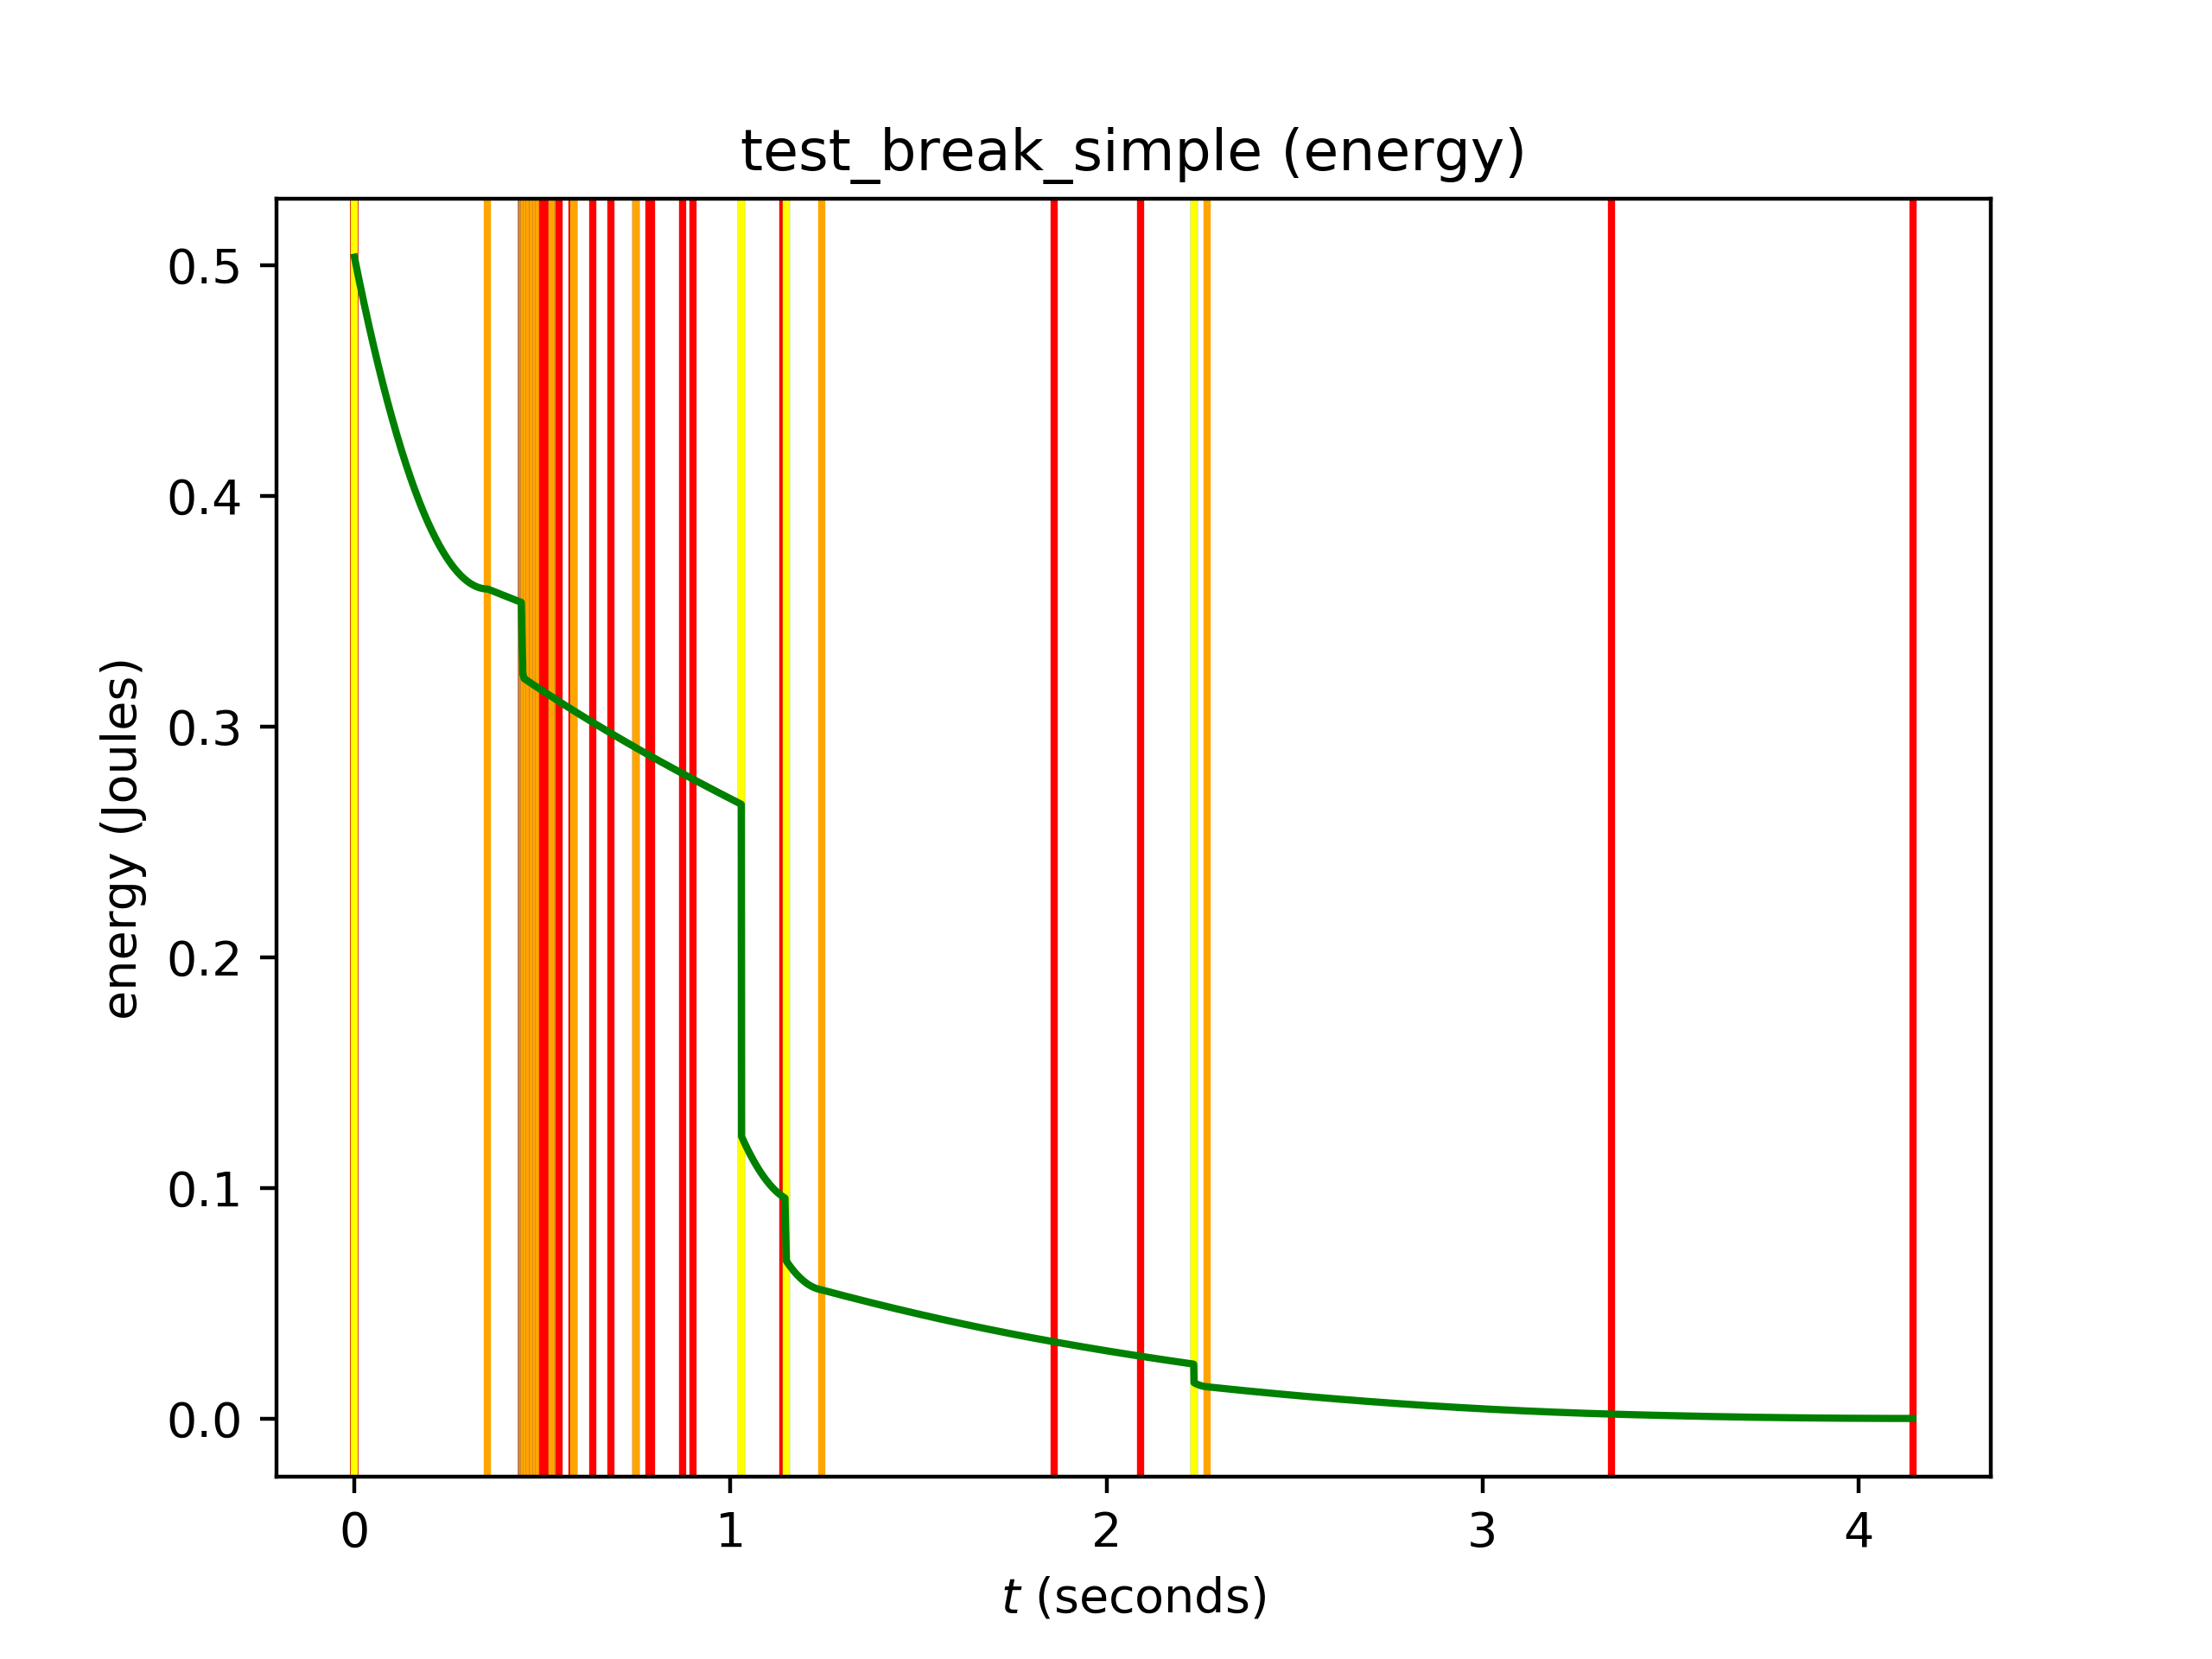 test_break_simple (energy)
energy (Joules)
0.5
0.4
0.3
0.2
0.1
0.0
0 1 2 3 4
t (seconds)